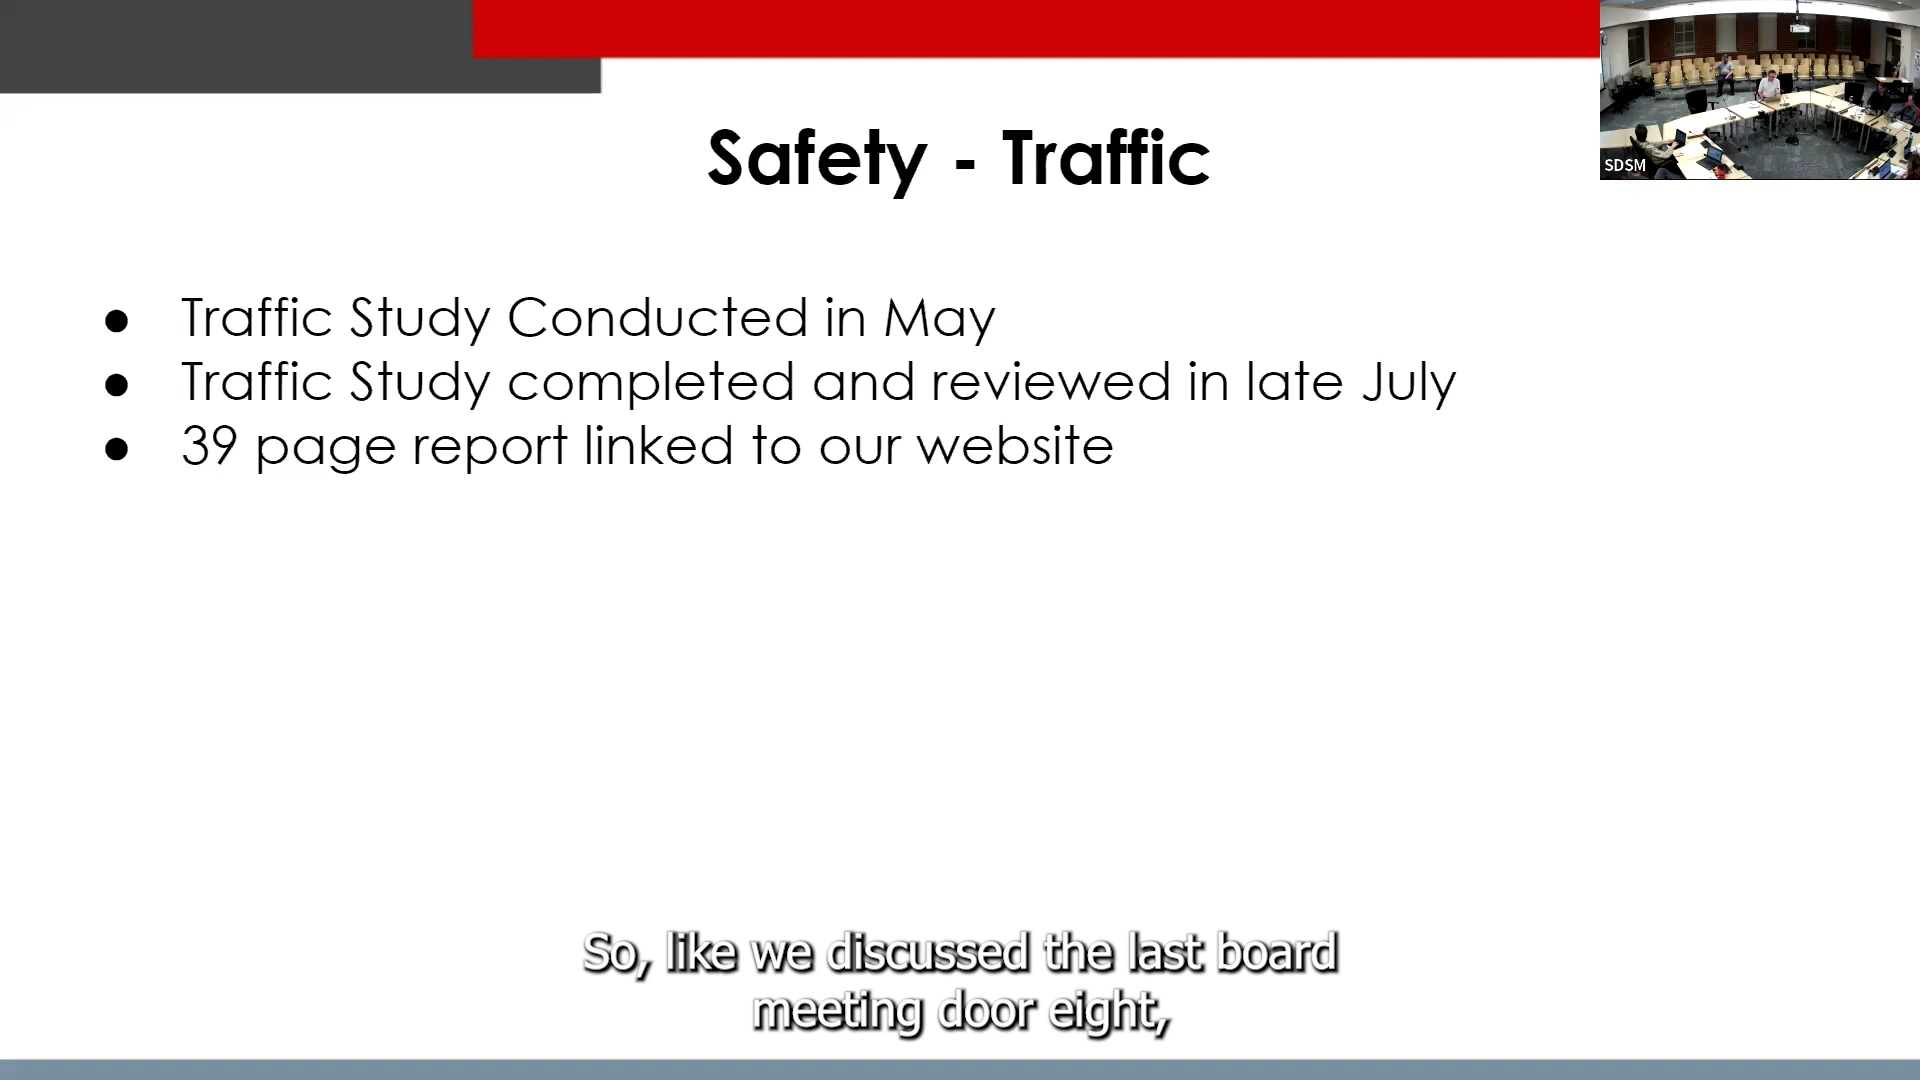 SDSM
Safety - Traffic
● Traffic Study Conducted in May
● Traffic Study completed and reviewed in late July
● 39 page report linked to our website
So, like we discussed the last board
meeting door eight,